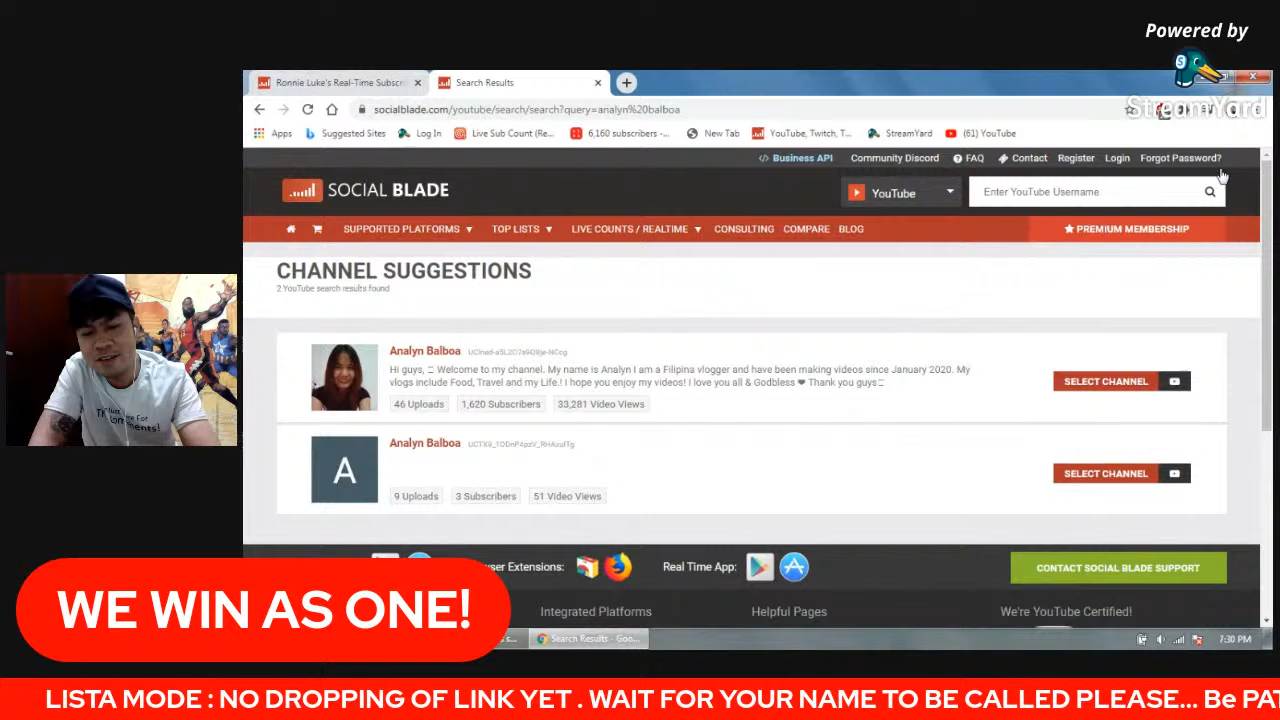 Powered by
StreamYard
Ronnie Luke's Real-Time Subscri
Search Results
socialblade.com/youtube/search/search?query=analyn%20balboa
Apps
Suggested Sites
Log In
Live Sub Count (Re...
6,160 subscribers -...
New Tab
YouTube, Twitch, T...
StreamYard
(61) YouTube
Business API
Community Discord
FAQ
Contact
Register
Login
Forgot Password?
SOCIAL BLADE
YouTube
Enter YouTube Username
SUPPORTED PLATFORMS
TOP LISTS
LIVE COUNTS / REALTIME
CONSULTING
COMPARE
BLOG
PREMIUM MEMBERSHIP
CHANNEL SUGGESTIONS
2 YouTube search results found
Analyn Balboa
Hi guys, Welcome to my channel. My name is Analyn I am a Filipina vlogger and have been making videos since January 2020. My
vlogs include Food, Travel and my Life.! I hope you enjoy my videos! I love you all & Godbless ❤ Thank you guys
46 Uploads
1,620 Subscribers
33,281 Video Views
SELECT CHANNEL
A
Analyn Balboa
9 Uploads
3 Subscribers
51 Video Views
SELECT CHANNEL
Extensions:
Real Time App:
CONTACT SOCIAL BLADE SUPPORT
Integrated Platforms
Helpful Pages
We're YouTube Certified!
Search Results - Goo...
7:30 PM
WE WIN AS ONE!
LISTA MODE : NO DROPPING OF LINK YET . WAIT FOR YOUR NAME TO BE CALLED PLEASE... Be PA